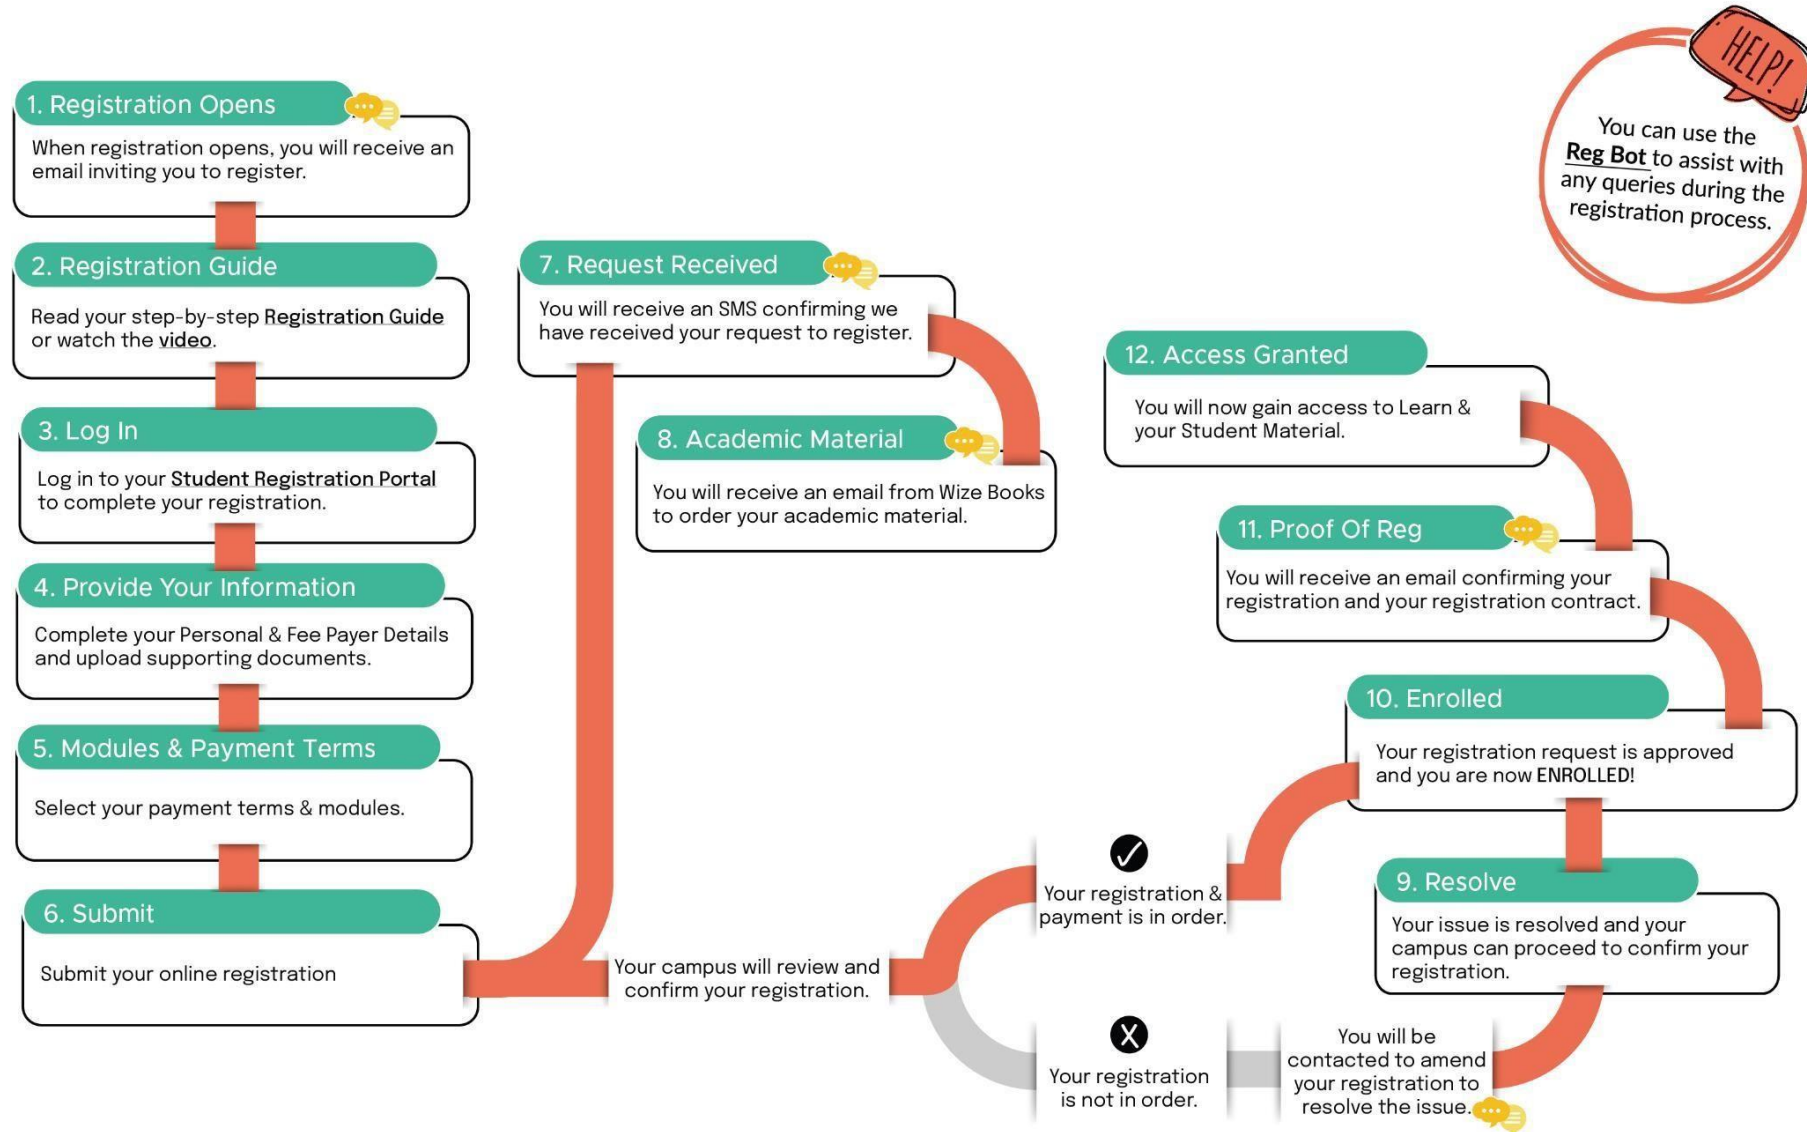 1. Registration Opens
When registration opens, you will receive an
email inviting you to register.
2. Registration Guide
Read your step-by-step Registration Guide
or watch the video.
3. Log In
Log in to your Student Registration Portal
to complete your registration.
4. Provide Your Information
Complete your Personal & Fee Payer Details
and upload supporting documents.
5. Modules & Payment Terms
Select your payment terms & modules.
6. Submit
Submit your online registration
7. Request Received
You will receive an SMS confirming we
have received your request to register.
8. Academic Material
You will receive an email from Wize Books
to order your academic material.
Your campus will review and
confirm your registration.
Your registration &
payment is in order.
X
Your registration
is not in order.
You will be
contacted to amend
your registration to
resolve the issue.
9. Resolve
Your issue is resolved and your
campus can proceed to confirm your
registration.
10. Enrolled
Your registration request is approved
and you are now ENROLLED!
11. Proof Of Reg
You will receive an email confirming your
registration and your registration contract.
12. Access Granted
You will now gain access to Learn &
your Student Material.
HELP!
You can use the
Reg Bot to assist with
any queries during the
registration process.